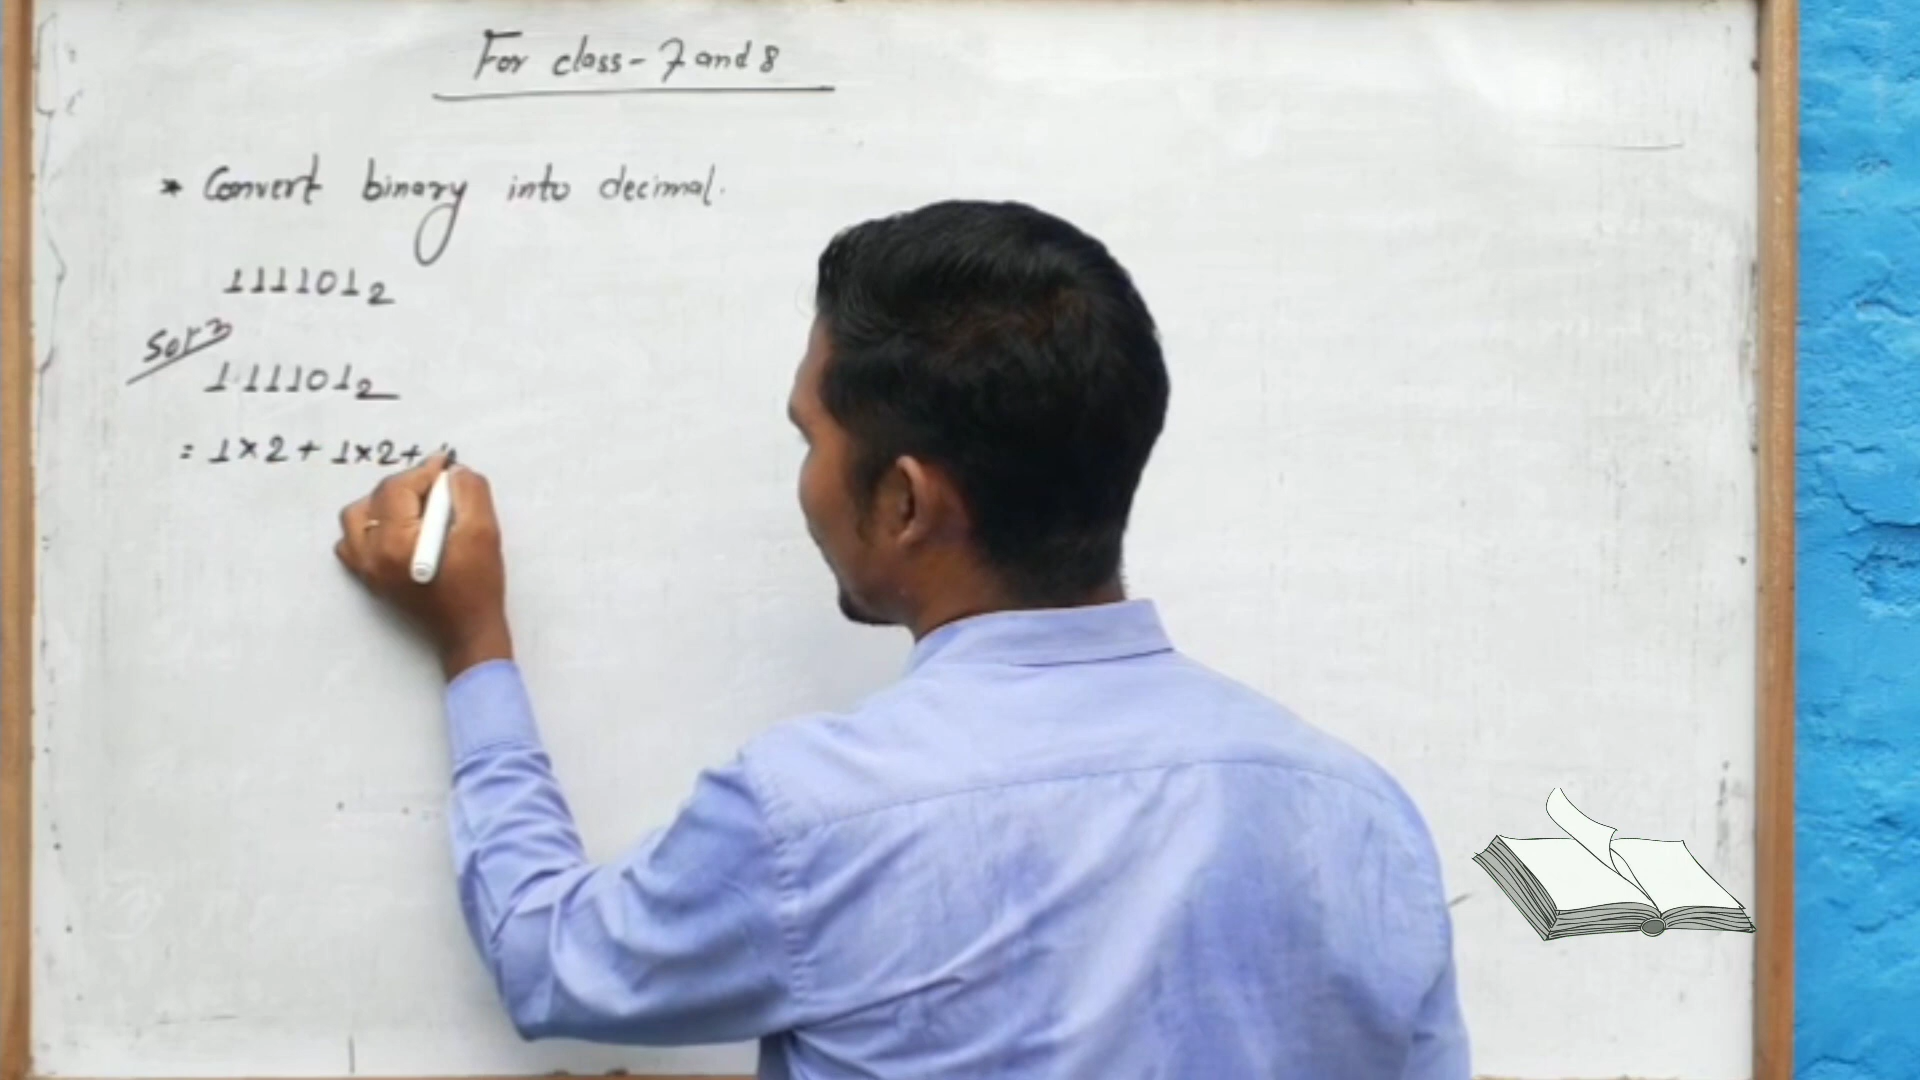 For class-7 and 8
* Convert binary into decimal.
111101₂
Solⁿ
111101₂
= 1×2 + 1×2+